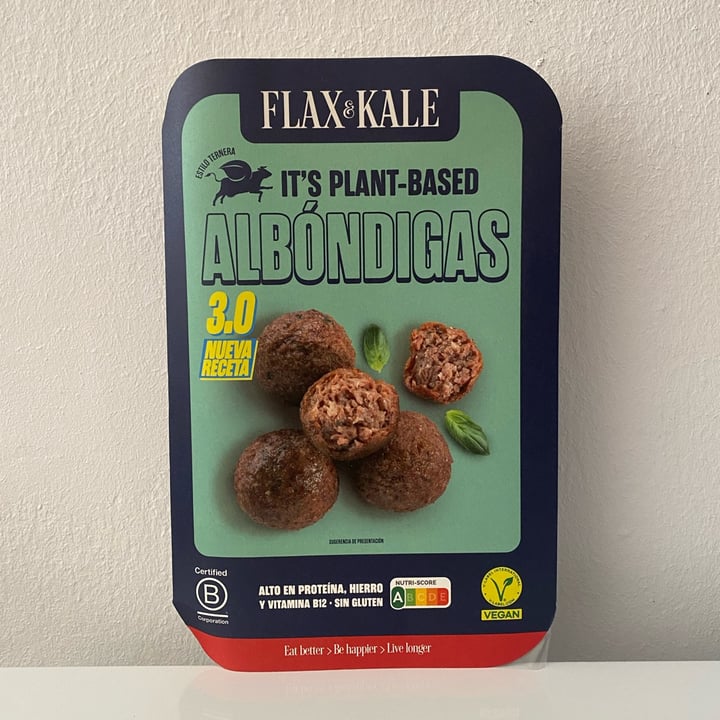 FLAX & KALE
ESTILO TERNERA
IT'S PLANT-BASED
ALBÓNDIGAS
3.0
NUEVA
RECETA
SUGERENCIA DE PRESENTACIÓN
Certified
B
Corporation
ALTO EN PROTEÍNA, HIERRO
Y VITAMINA B12 · SIN GLUTEN
NUTRI-SCORE
A B C D E
V
VEGAN
Eat better > Be happier > Live longer